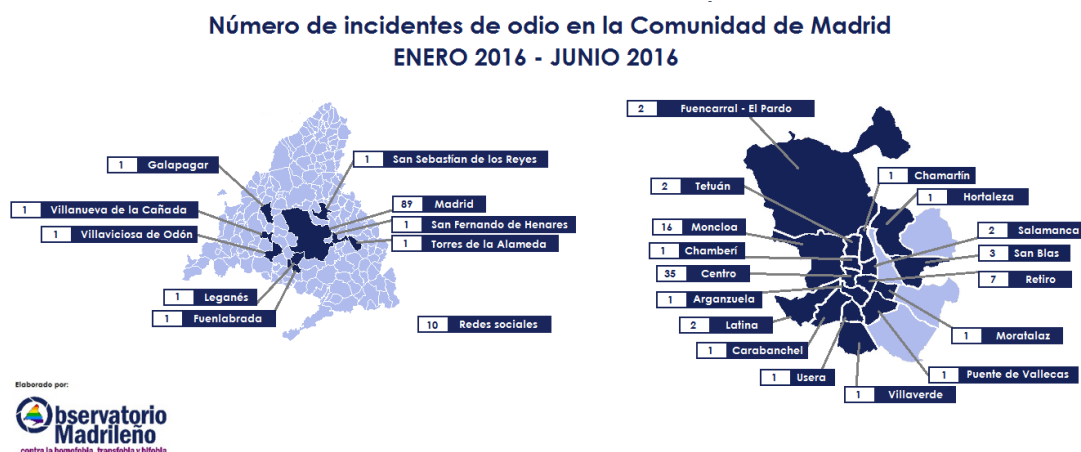 Número de incidentes de odio en la Comunidad de Madrid
ENERO 2016 - JUNIO 2016
1 Galapagar
1 San Sebastían de los Reyes
1 Villanueva de la Cañada
89 Madrid
1 San Fernando de Henares
1 Villaviciosa de Odón
1 Torres de la Alameda
1 Leganés
1 Fuenlabrada
10 Redes sociales
2 Fuencarral - El Pardo
1 Chamartín
2 Tetuán
1 Hortaleza
16 Moncloa
2 Salamanca
1 Chamberí
3 San Blas
35 Centro
7 Retiro
1 Arganzuela
2 Latina
1 Moratalaz
1 Carabanchel
1 Puente de Vallecas
1 Usera
1 Villaverde
Elaborado por:
Observatorio
Madrileño
contra la homofobia, transfobia y bifobia